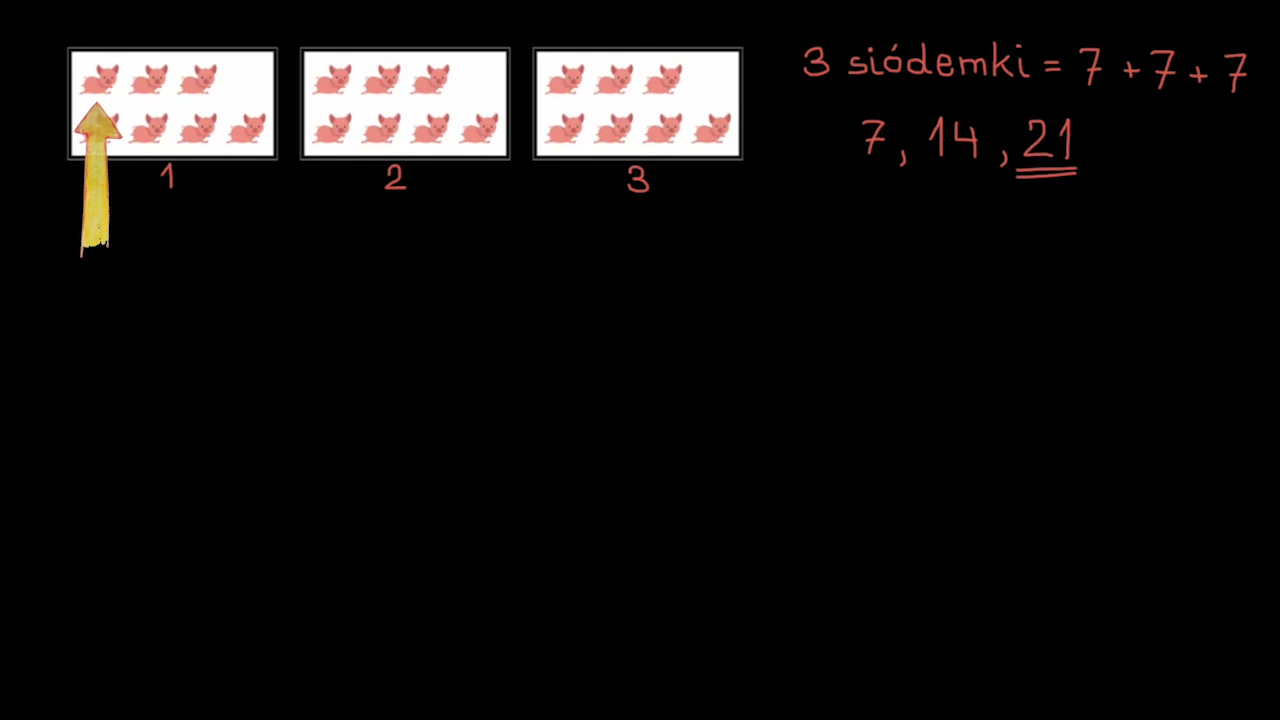 3 siódemki = 7 + 7 + 7
7, 14, 21
1 2 3